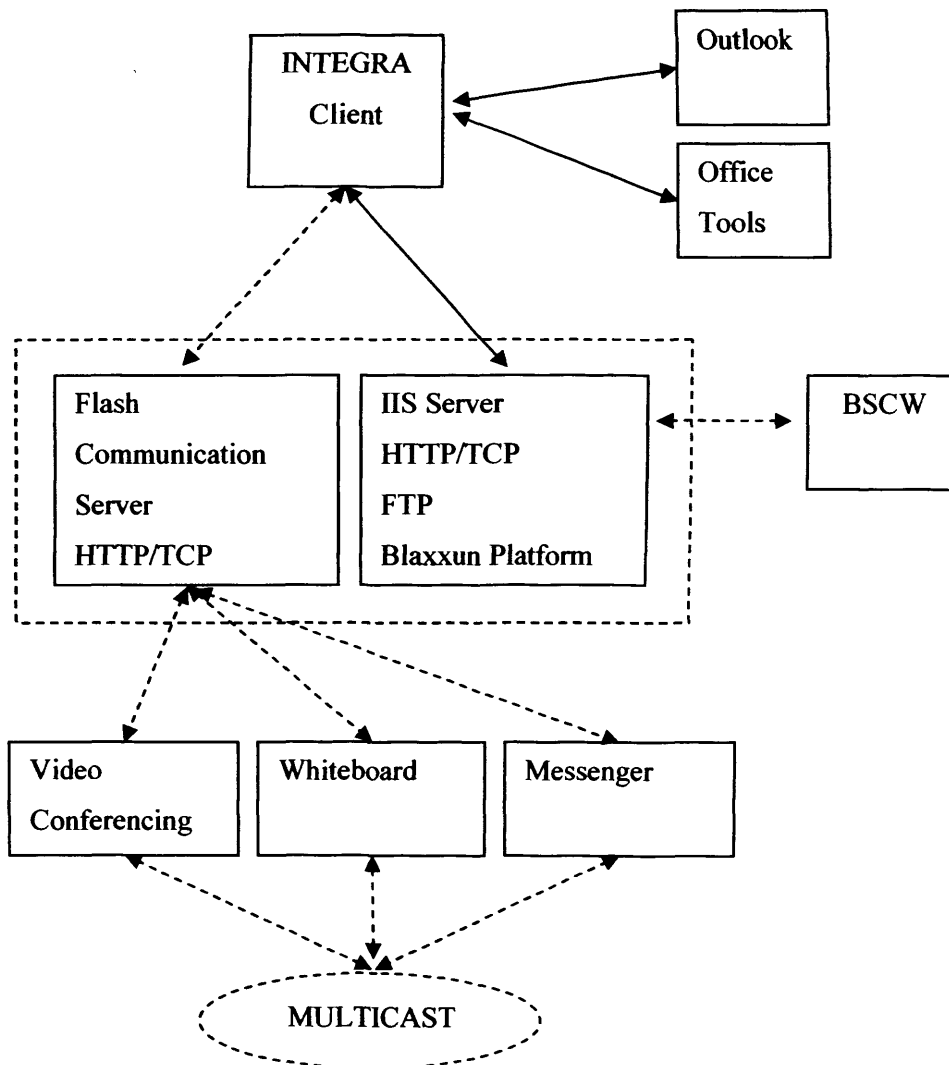 INTEGRA
Client
Outlook
Office
Tools
Flash
Communication
Server
HTTP/TCP
IIS Server
HTTP/TCP
FTP
Blaxxun Platform
BSCW
Video
Conferencing
Whiteboard
Messenger
MULTICAST